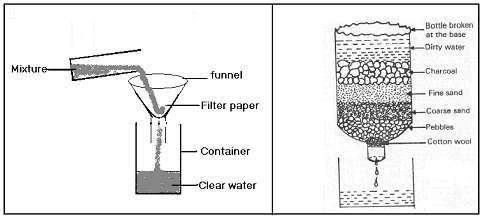 Mixture
funnel
Filter paper
Container
Clear water
Bottle broken
at the base
Dirty water
Charcoal
Fine sand
Coarse sand
Pebbles
Cotton wool